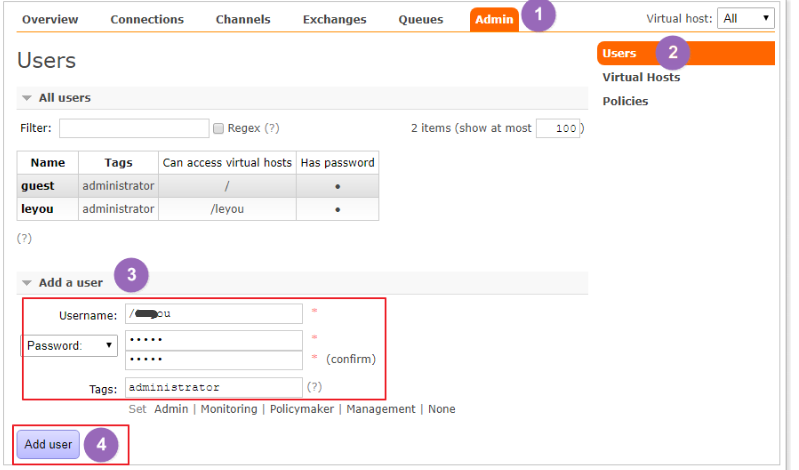 Overview Connections Channels Exchanges Queues Admin 1 Virtual host: All
Users 2
Virtual Hosts
Policies
Users
All users
Filter: Regex (?) 2 items (show at most 100)
Name Tags Can access virtual hosts Has password
guest administrator / •
leyou administrator /leyou •
(?)
3
Add a user
Username: *
Password: ••••• *
••••• * (confirm)
Tags: administrator (?)
Set Admin | Monitoring | Policymaker | Management | None
Add user 4